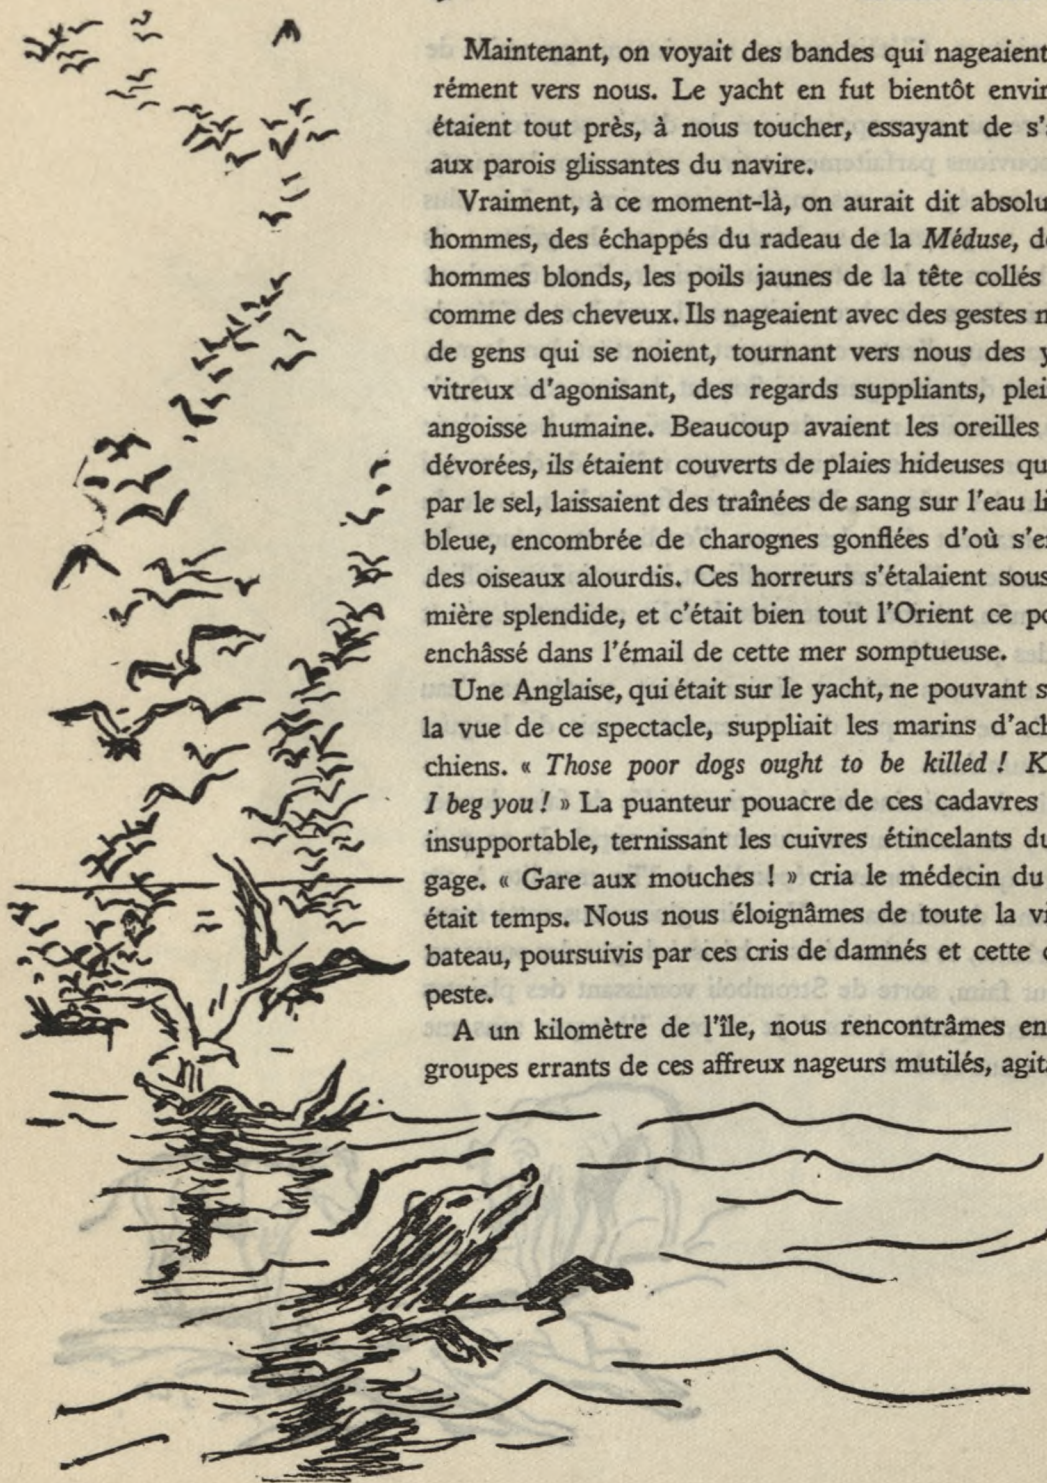 Maintenant, on voyait des bandes qui nageaient
rément vers nous. Le yacht en fut bientôt envir
étaient tout près, à nous toucher, essayant de s'
aux parois glissantes du navire.
Vraiment, à ce moment-là, on aurait dit absolu
hommes, des échappés du radeau de la Méduse, d
hommes blonds, les poils jaunes de la tête collés
comme des cheveux. Ils nageaient avec des gestes
de gens qui se noient, tournant vers nous des y
vitreux d'agonisant, des regards suppliants, plei
angoisse humaine. Beaucoup avaient les oreilles
dévorées, ils étaient couverts de plaies hideuses qu
par le sel, laissaient des traînées de sang sur l'eau li
bleue, encombrée de charognes gonflées d'où s'e
des oiseaux alourdis. Ces horreurs s'étalaient sous
mière splendide, et c'était bien tout l'Orient ce po
enchâssé dans l'émail de cette mer somptueuse.
Une Anglaise, qui était sur le yacht, ne pouvant s
la vue de ce spectacle, suppliait les marins d'ach
chiens. « Those poor dogs ought to be killed ! K
I beg you ! » La puanteur pouacre de ces cadavres
insupportable, ternissant les cuivres étincelants du
gage. « Gare aux mouches ! » cria le médecin du
était temps. Nous nous éloignâmes de toute la vi
bateau, poursuivis par ces cris de damnés et cette
peste.
A un kilomètre de l'île, nous rencontrâmes en
groupes errants de ces affreux nageurs mutilés, agit